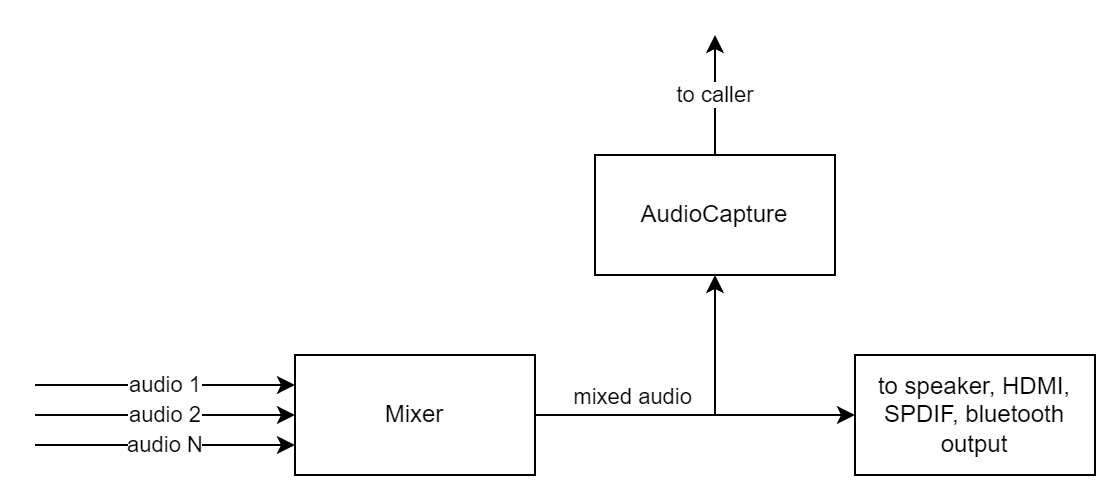 to caller
AudioCapture
audio 1
audio 2
audio N
Mixer
mixed audio
to speaker, HDMI,
SPDIF, bluetooth
output